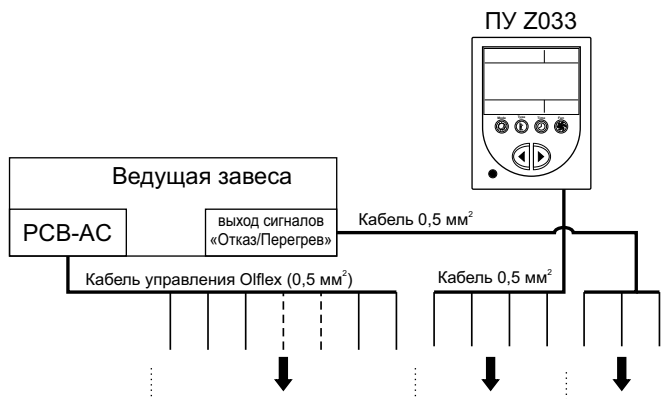 ПУ Z033
Ведущая завеса
PCB-AC
выход сигналов
«Отказ/Перегрев»
Кабель 0,5 мм²
Кабель управления Olflex (0,5 мм²)
Кабель 0,5 мм²